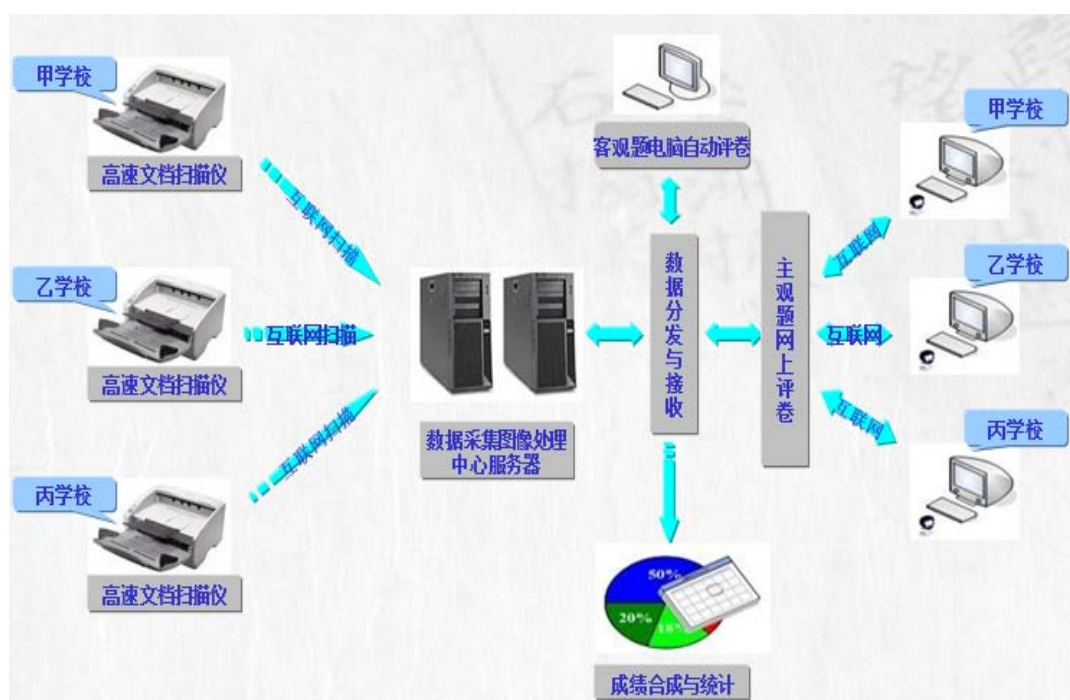 甲学校
高速文档扫描仪
互联网扫描
乙学校
高速文档扫描仪
互联网扫描
丙学校
高速文档扫描仪
互联网扫描
数据采集图像处理
中心服务器
客观题电脑自动评卷
数据分发与接收
主观题网上评卷
互联网
甲学校
互联网
乙学校
互联网
丙学校
50%
20%
18%
成绩合成与统计